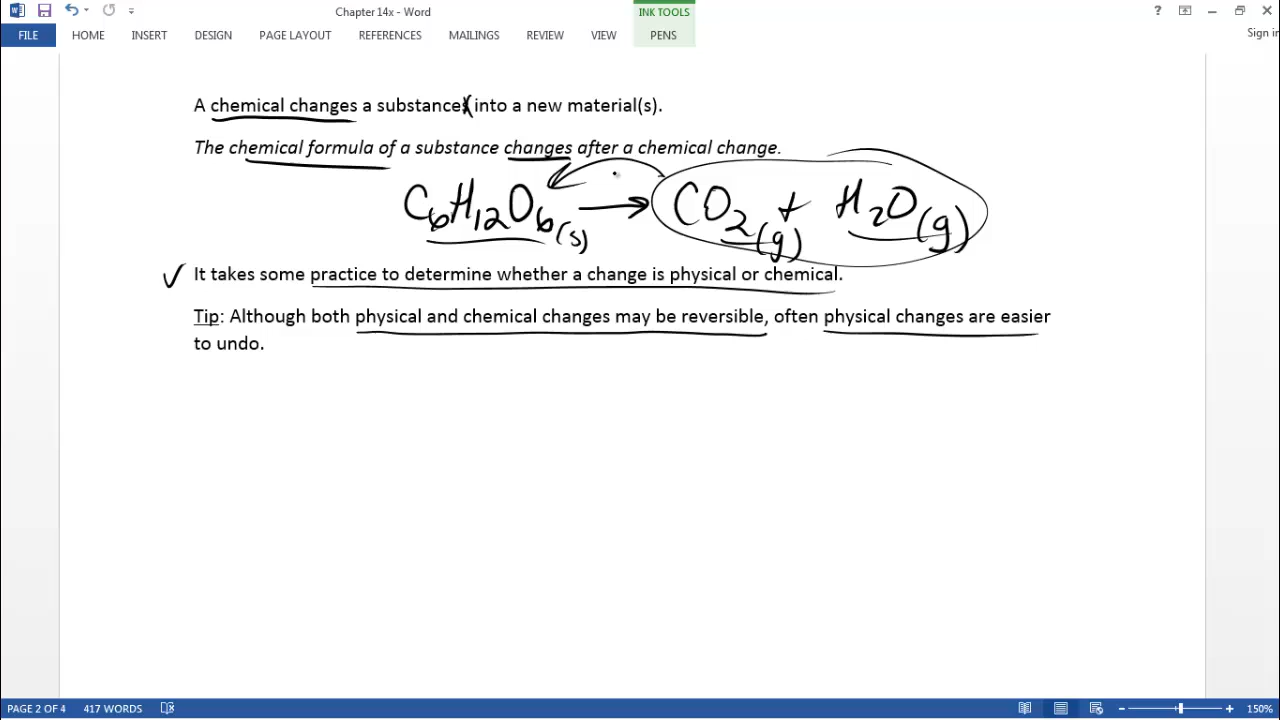 Chapter 14x - Word
INK TOOLS
?
FILE HOME INSERT DESIGN PAGE LAYOUT REFERENCES MAILINGS REVIEW VIEW PENS
Sign in
A chemical changes a substances into a new material(s).
The chemical formula of a substance changes after a chemical change.
C₆H₁₂O₆(s) → CO₂(g) + H₂O(g)
✓ It takes some practice to determine whether a change is physical or chemical.
Tip: Although both physical and chemical changes may be reversible, often physical changes are easier
to undo.
PAGE 2 OF 4 417 WORDS
- + 150%